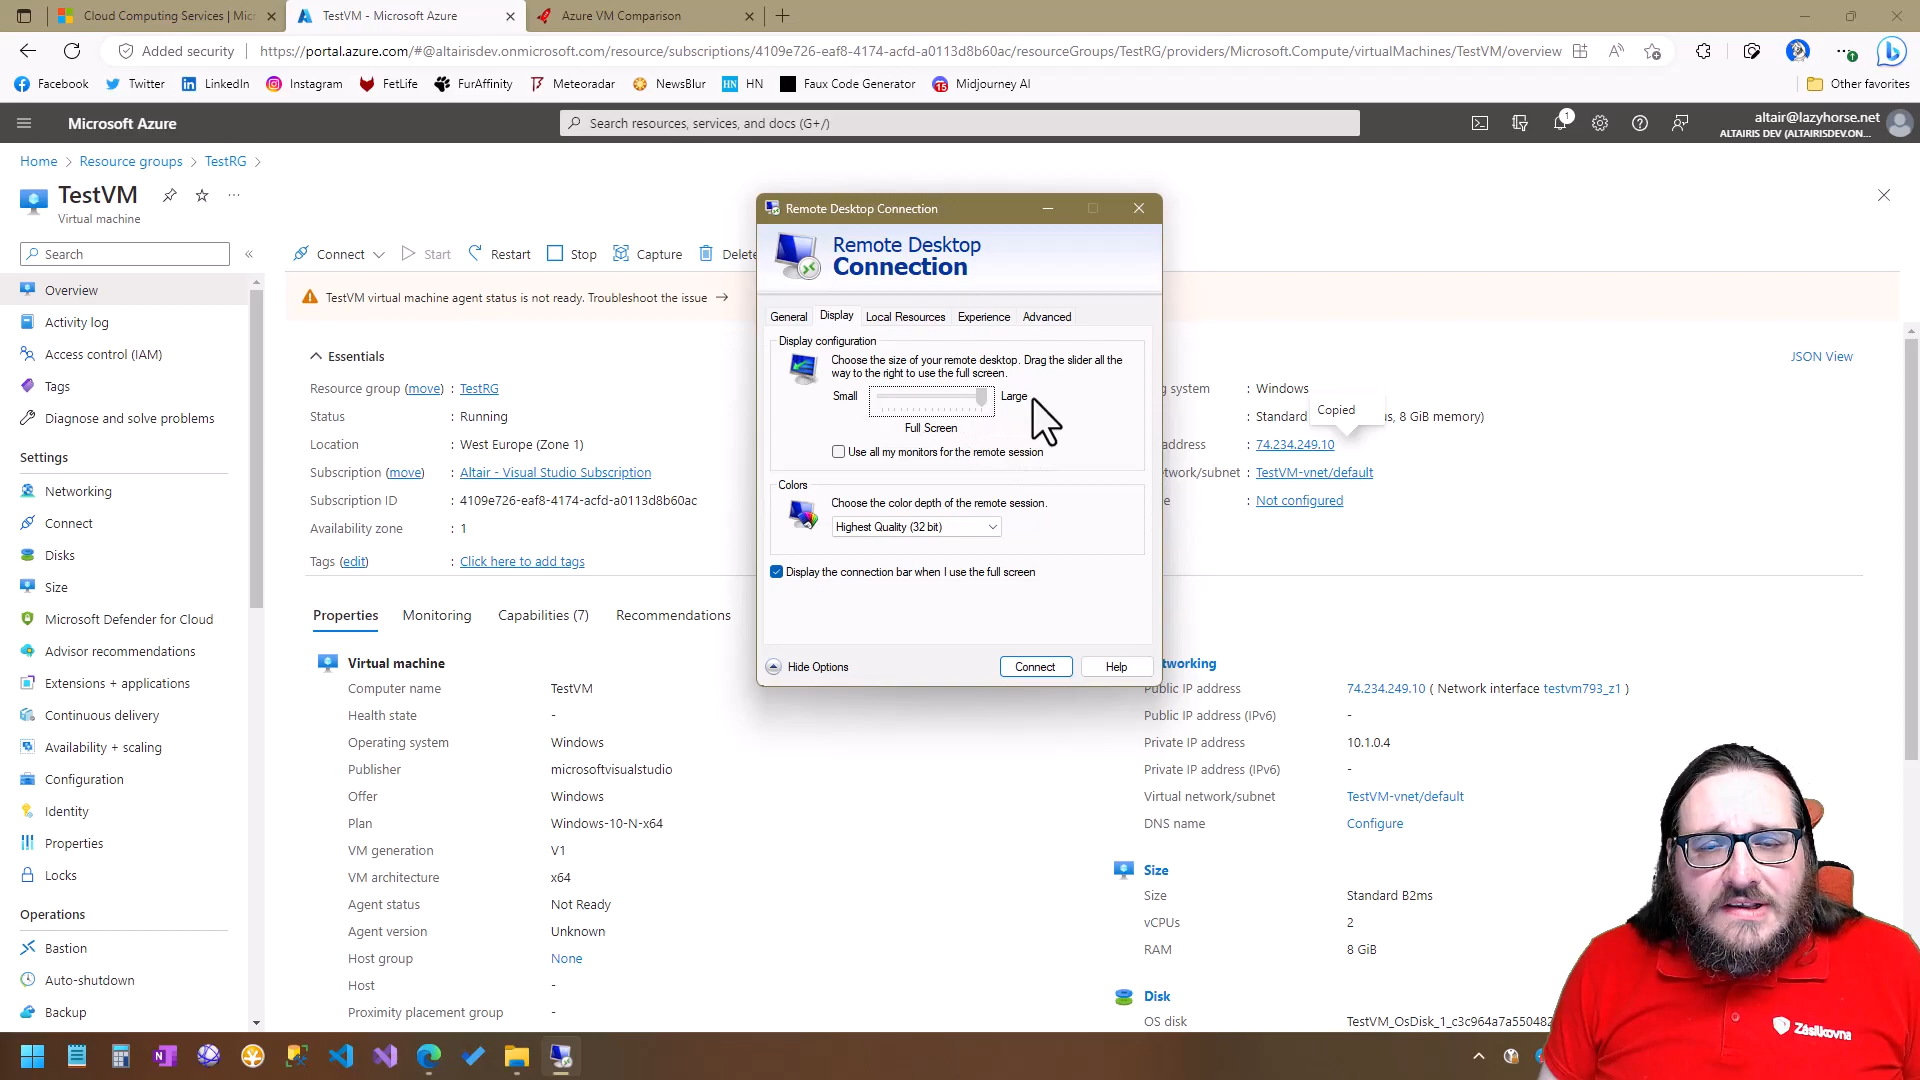 Cloud Computing Services | Micr
TestVM - Microsoft Azure
Azure VM Comparison
Added security
https://portal.azure.com/#@altairisdev.onmicrosoft.com/resource/subscriptions/4109e726-eaf8-4174-acfd-a0113d8b60ac/resourceGroups/TestRG/providers/Microsoft.Compute/virtualMachines/TestVM/overview
Facebook
Twitter
LinkedIn
Instagram
FetLife
FurAffinity
Meteoradar
NewsBlur
HN HN
Faux Code Generator
15 Midjourney AI
Other favorites
Microsoft Azure
Search resources, services, and docs (G+/)
1
altair@lazyhorse.net
ALTAIRIS DEV (ALTAIRISDEV.ON...
Home > Resource groups > TestRG >
TestVM
Virtual machine
Search
Connect
Start
Restart
Stop
Capture
Delete
TestVM virtual machine agent status is not ready. Troubleshoot the issue →
Overview
Activity log
Access control (IAM)
Tags
Diagnose and solve problems
Settings
Networking
Connect
Disks
Size
Microsoft Defender for Cloud
Advisor recommendations
Extensions + applications
Continuous delivery
Availability + scaling
Configuration
Identity
Properties
Locks
Operations
Bastion
Auto-shutdown
Backup
Essentials
JSON View
Resource group (move) : TestRG
Status : Running
Location : West Europe (Zone 1)
Subscription (move) : Altair - Visual Studio Subscription
Subscription ID : 4109e726-eaf8-4174-acfd-a0113d8b60ac
Availability zone : 1
Tags (edit) : Click here to add tags
g system : Windows
: Standard
us, 8 GiB memory)
Copied
address : 74.234.249.10
work/subnet : TestVM-vnet/default
e : Not configured
Remote Desktop Connection
Remote Desktop
Connection
General
Display
Local Resources
Experience
Advanced
Display configuration
Choose the size of your remote desktop. Drag the slider all the
way to the right to use the full screen.
Small
Large
Full Screen
Use all my monitors for the remote session
Colors
Choose the color depth of the remote session.
Highest Quality (32 bit)
Display the connection bar when I use the full screen
Hide Options
Connect
Help
Properties
Monitoring
Capabilities (7)
Recommendations
Virtual machine
Computer name TestVM
Health state -
Operating system Windows
Publisher microsoftvisualstudio
Offer Windows
Plan Windows-10-N-x64
VM generation V1
VM architecture x64
Agent status Not Ready
Agent version Unknown
Host group None
Host -
Proximity placement group -
tworking
Public IP address 74.234.249.10 ( Network interface testvm793_z1 )
Public IP address (IPv6) -
Private IP address 10.1.0.4
Private IP address (IPv6) -
Virtual network/subnet TestVM-vnet/default
DNS name Configure
Size
Size Standard B2ms
vCPUs 2
RAM 8 GiB
Disk
OS disk TestVM_OsDisk_1_c3c964a7a550482
Zásilkovna